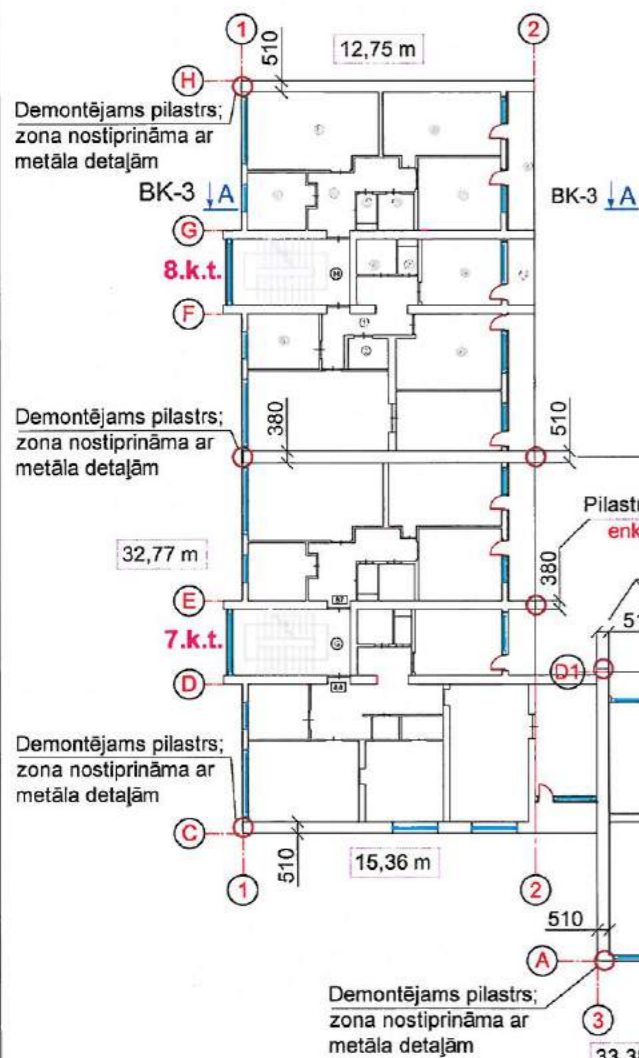 1
2
510
12,75 m
H
Demontējams pilastrs;
zona nostiprināma ar
metāla detaļām
BK-3 A
BK-3 A
G
8.k.t.
F
Demontējams pilastrs;
zona nostiprināma ar
metāla detaļām
380
510
32,77 m
Pilastr
enk
380
E
7.k.t.
51
D
D1
Demontējams pilastrs;
zona nostiprināma ar
metāla detaļām
C
510
15,36 m
1
2
510
A
Demontējams pilastrs;
zona nostiprināma ar
metāla detaļām
3